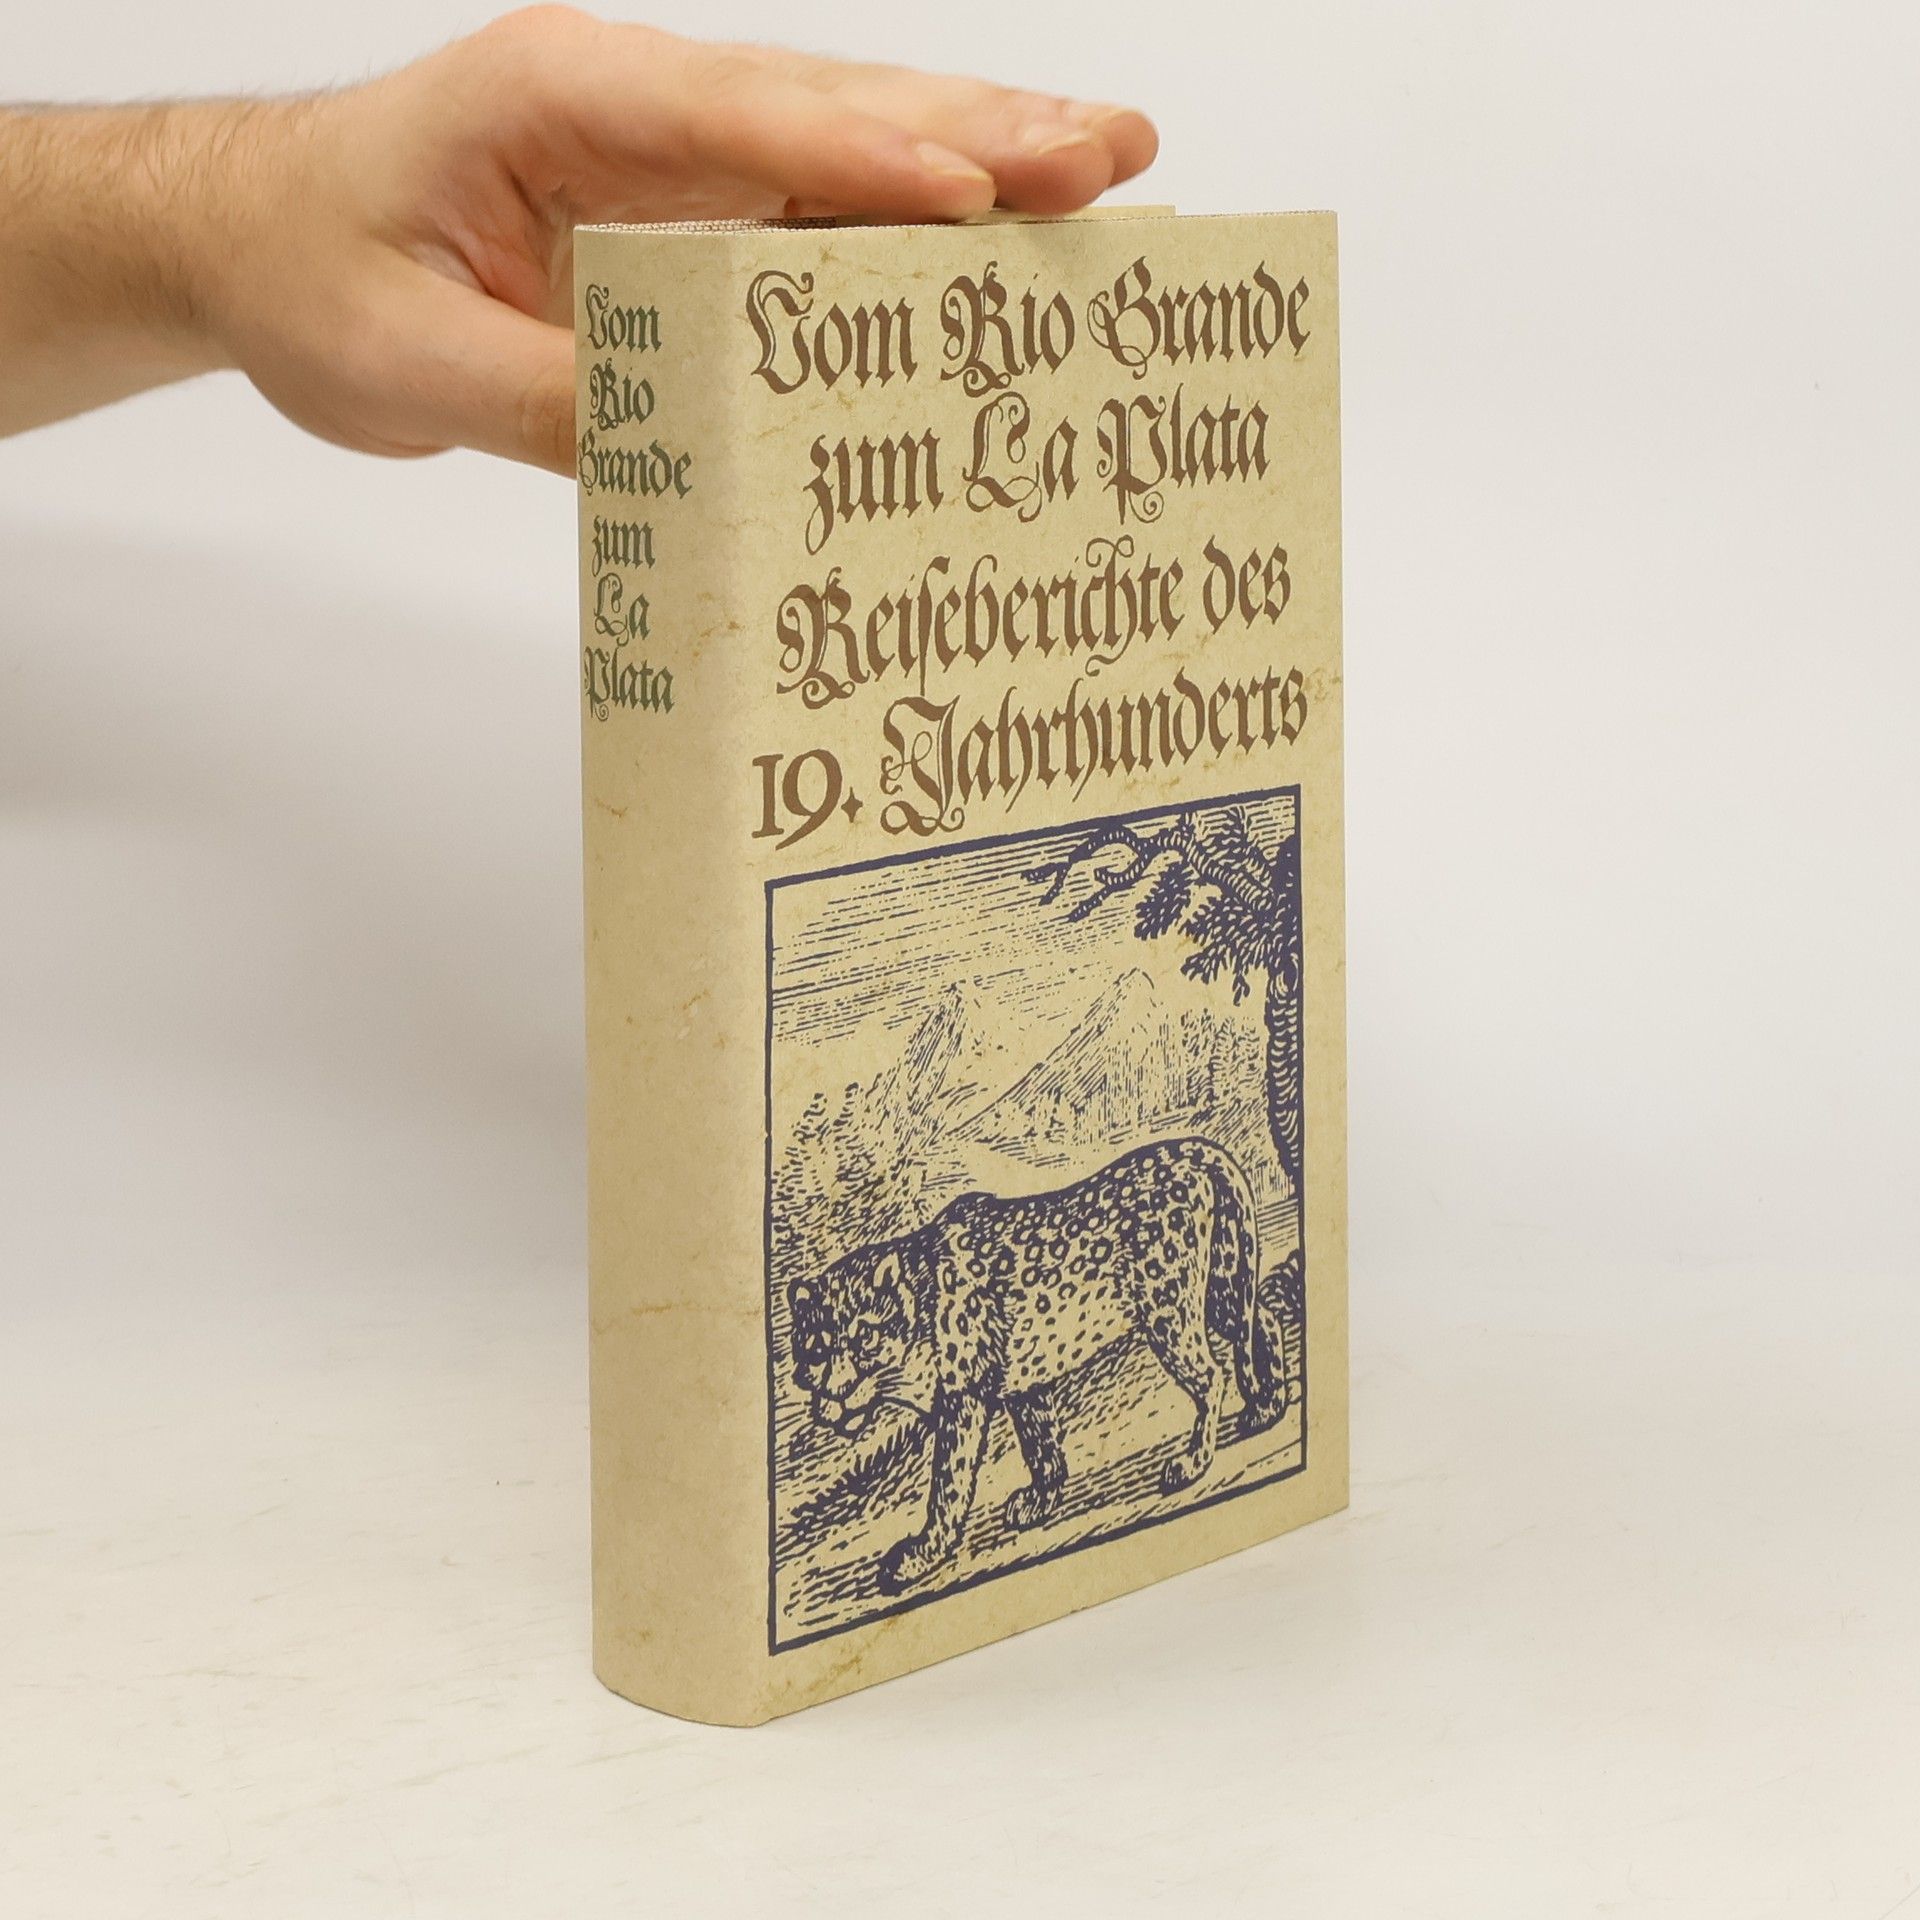 Vom
Rio
Grande
zum
La
Plata
Vom Rio Grande
zum La Plata
Reiseberichte des
19. Jahrhunderts